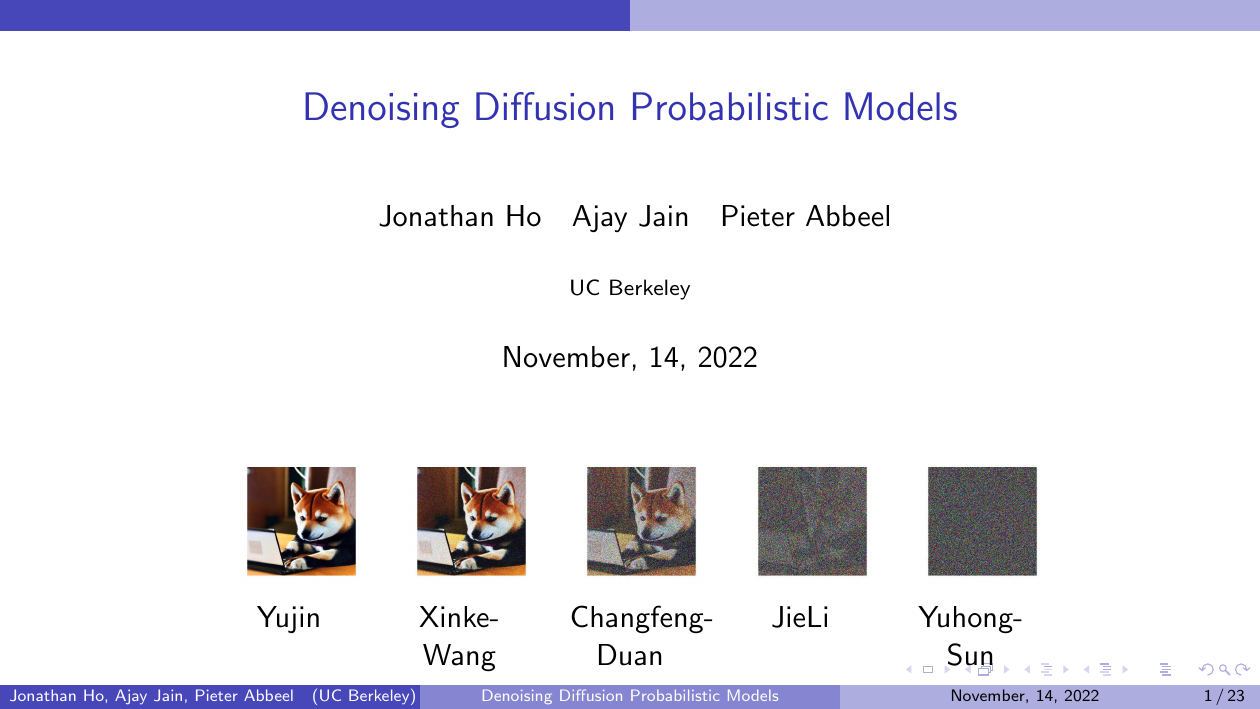 Denoising Diffusion Probabilistic Models
Jonathan Ho Ajay Jain Pieter Abbeel
UC Berkeley
November, 14, 2022
Yujin
Xinke-
Wang
Changfeng-
Duan
JieLi
Yuhong-
Sun
Jonathan Ho, Ajay Jain, Pieter Abbeel (UC Berkeley)
Denoising Diffusion Probabilistic Models
November, 14, 2022
1 / 23